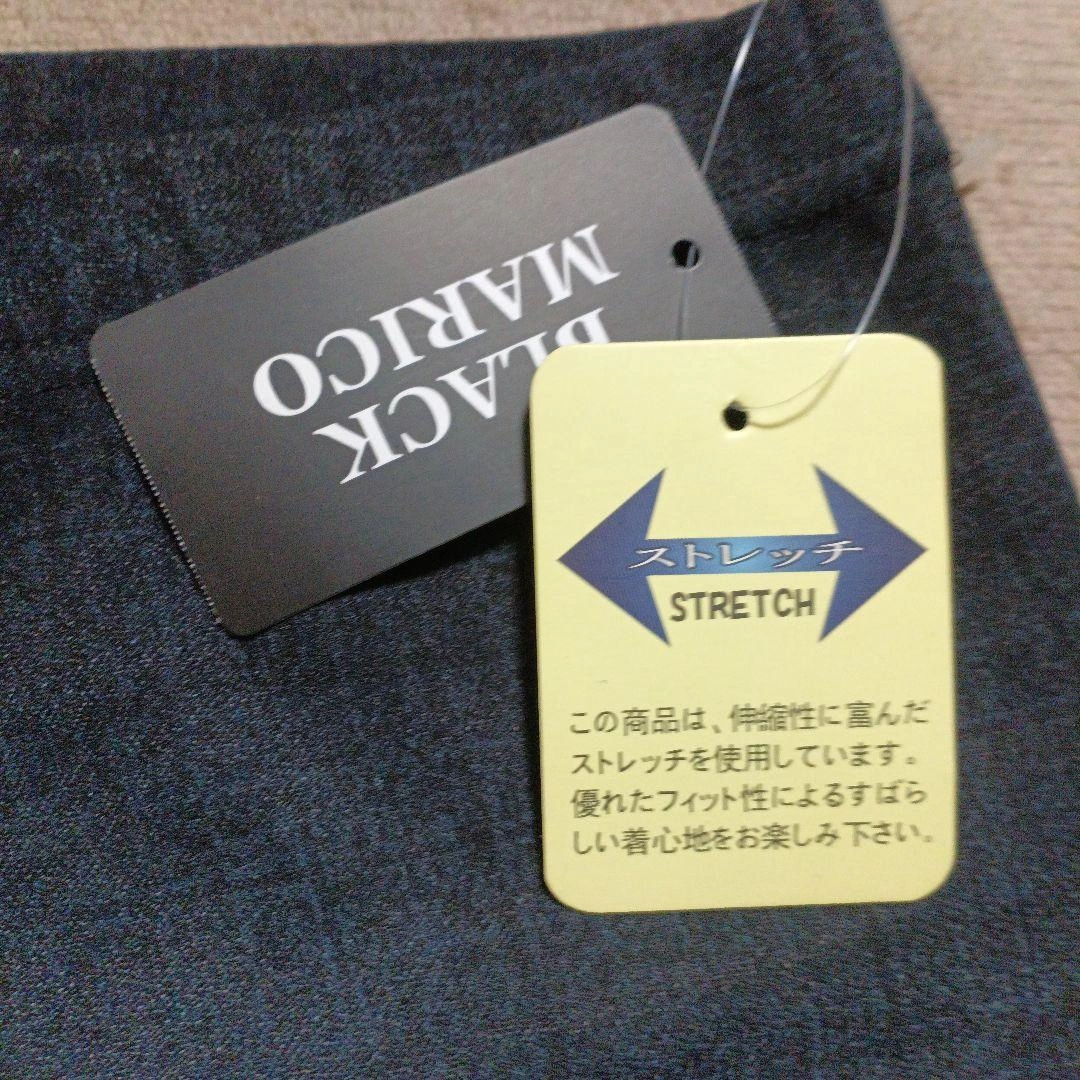 BLACK
MARICO
ストレッチ
STRETCH
この商品は、伸縮性に富んだ
ストレッチを使用しています。
優れたフィット性によるすばら
しい着心地をお楽しみ下さい。